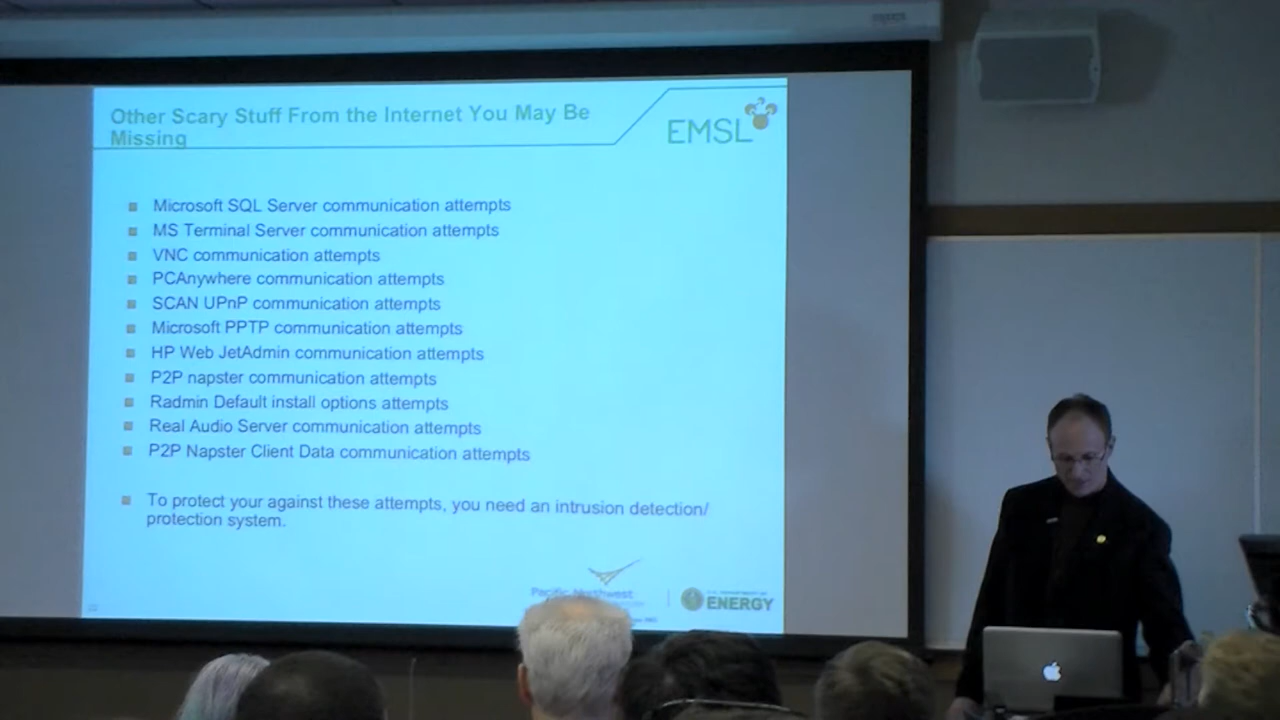 Other Scary Stuff From the Internet You May Be
Missing
EMSL
Microsoft SQL Server communication attempts
MS Terminal Server communication attempts
VNC communication attempts
PCAnywhere communication attempts
SCAN UPnP communication attempts
Microsoft PPTP communication attempts
HP Web JetAdmin communication attempts
P2P napster communication attempts
Radmin Default install options attempts
Real Audio Server communication attempts
P2P Napster Client Data communication attempts
To protect your against these attempts, you need an intrusion detection/
protection system.
Pacific Northwest
ENERGY